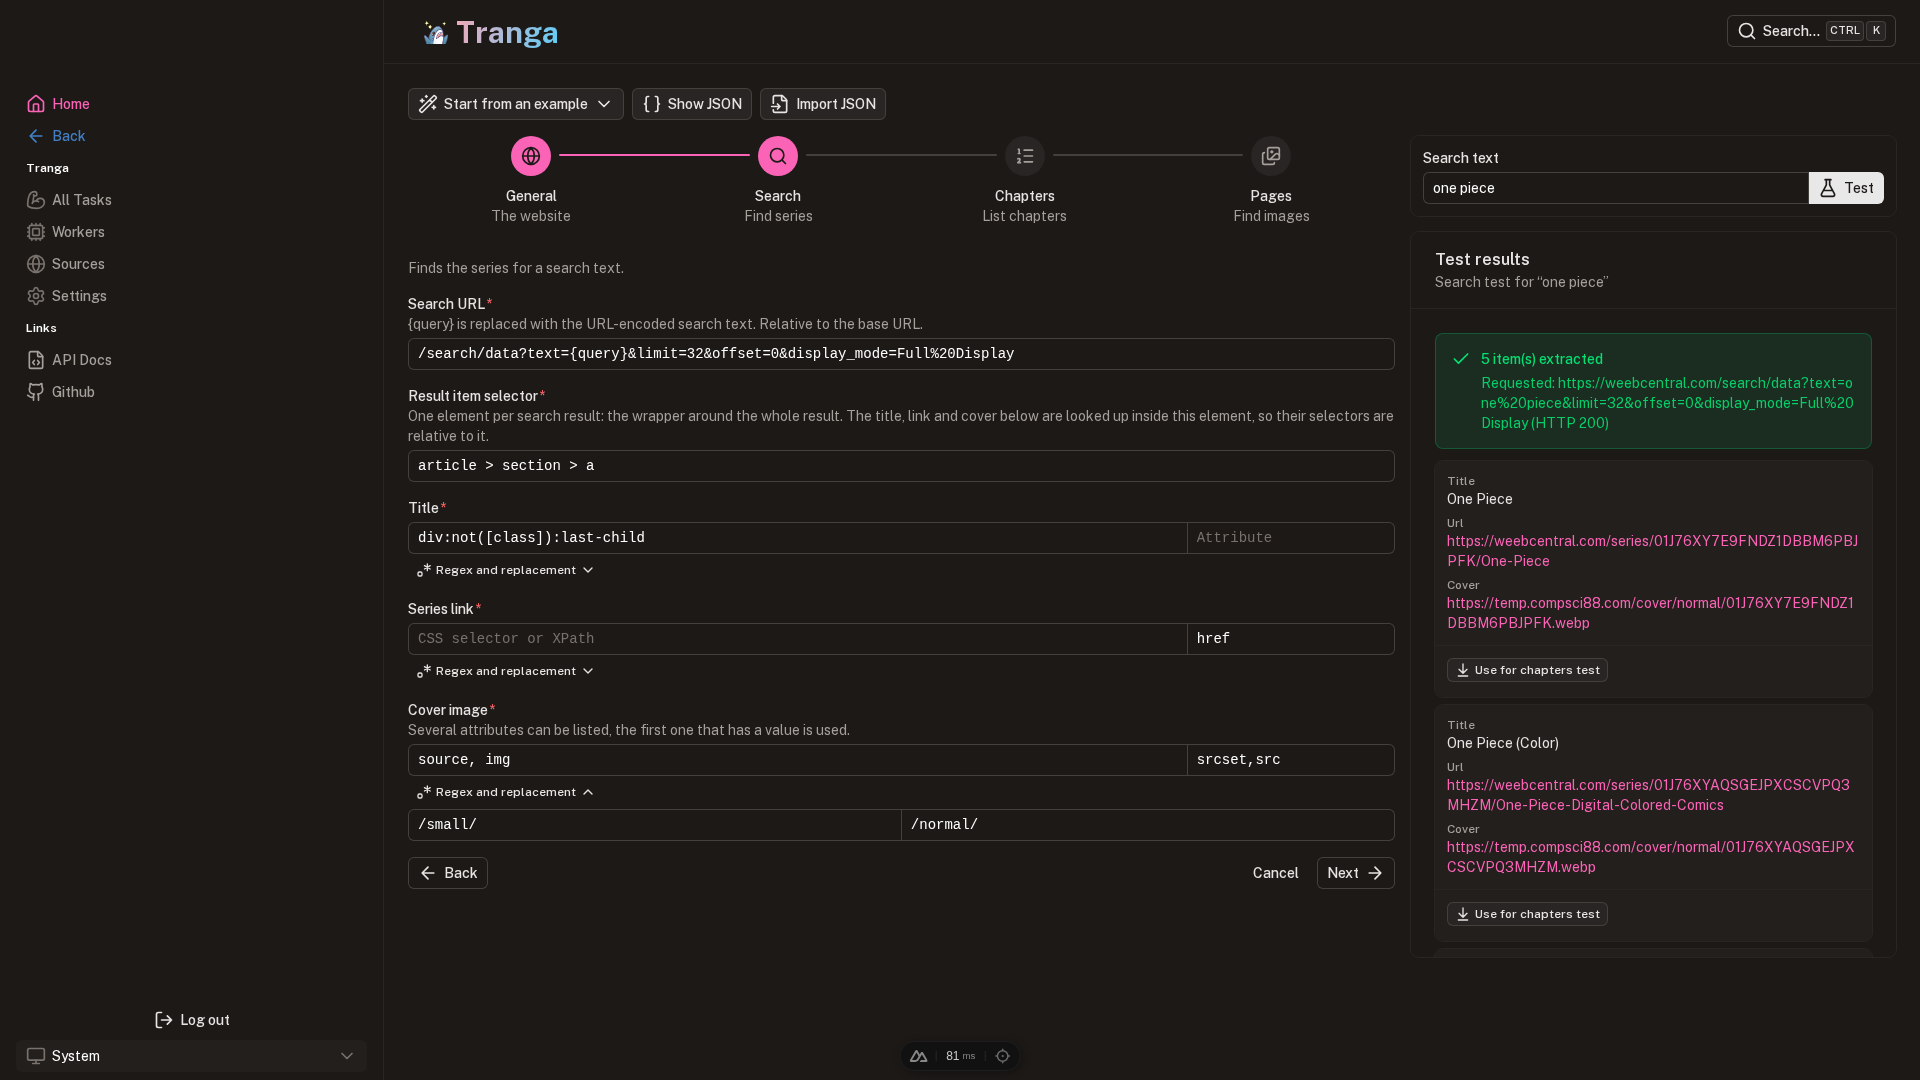 Tranga
Search... CTRL K
Home
Back
Tranga
All Tasks
Workers
Sources
Settings
Links
API Docs
Github
Log out
System
Start from an example
Show JSON
Import JSON
General
The website
Search
Find series
Chapters
List chapters
Pages
Find images
Finds the series for a search text.
Search URL*
{query} is replaced with the URL-encoded search text. Relative to the base URL.
/search/data?text={query}&limit=32&offset=0&display_mode=Full%20Display
Result item selector*
One element per search result: the wrapper around the whole result. The title, link and cover below are looked up inside this element, so their selectors are
relative to it.
article > section > a
Title*
div:not([class]):last-child Attribute
Regex and replacement
Series link*
CSS selector or XPath href
Regex and replacement
Cover image*
Several attributes can be listed, the first one that has a value is used.
source, img srcset,src
Regex and replacement
/small/ /normal/
Back Cancel Next
Search text
one piece Test
Test results
Search test for “one piece”
5 item(s) extracted
Requested: https://weebcentral.com/search/data?text=o
ne%20piece&limit=32&offset=0&display_mode=Full%20
Display (HTTP 200)
Title
One Piece
Url
https://weebcentral.com/series/01J76XY7E9FNDZ1DBBM6PBJ
PFK/One-Piece
Cover
https://temp.compsci88.com/cover/normal/01J76XY7E9FNDZ1
DBBM6PBJPFK.webp
Use for chapters test
Title
One Piece (Color)
Url
https://weebcentral.com/series/01J76XYAQSGEJPXCSCVPQ3
MHZM/One-Piece-Digital-Colored-Comics
Cover
https://temp.compsci88.com/cover/normal/01J76XYAQSGEJPX
CSCVPQ3MHZM.webp
Use for chapters test
81 ms